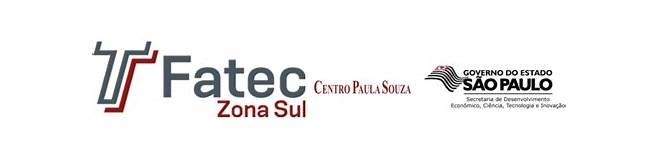 Fatec
Zona Sul
CENTRO PAULA SOUZA
GOVERNO DO ESTADO
SÃO PAULO
Secretaria de Desenvolvimento
Econômico, Ciência, Tecnologia e Inovação